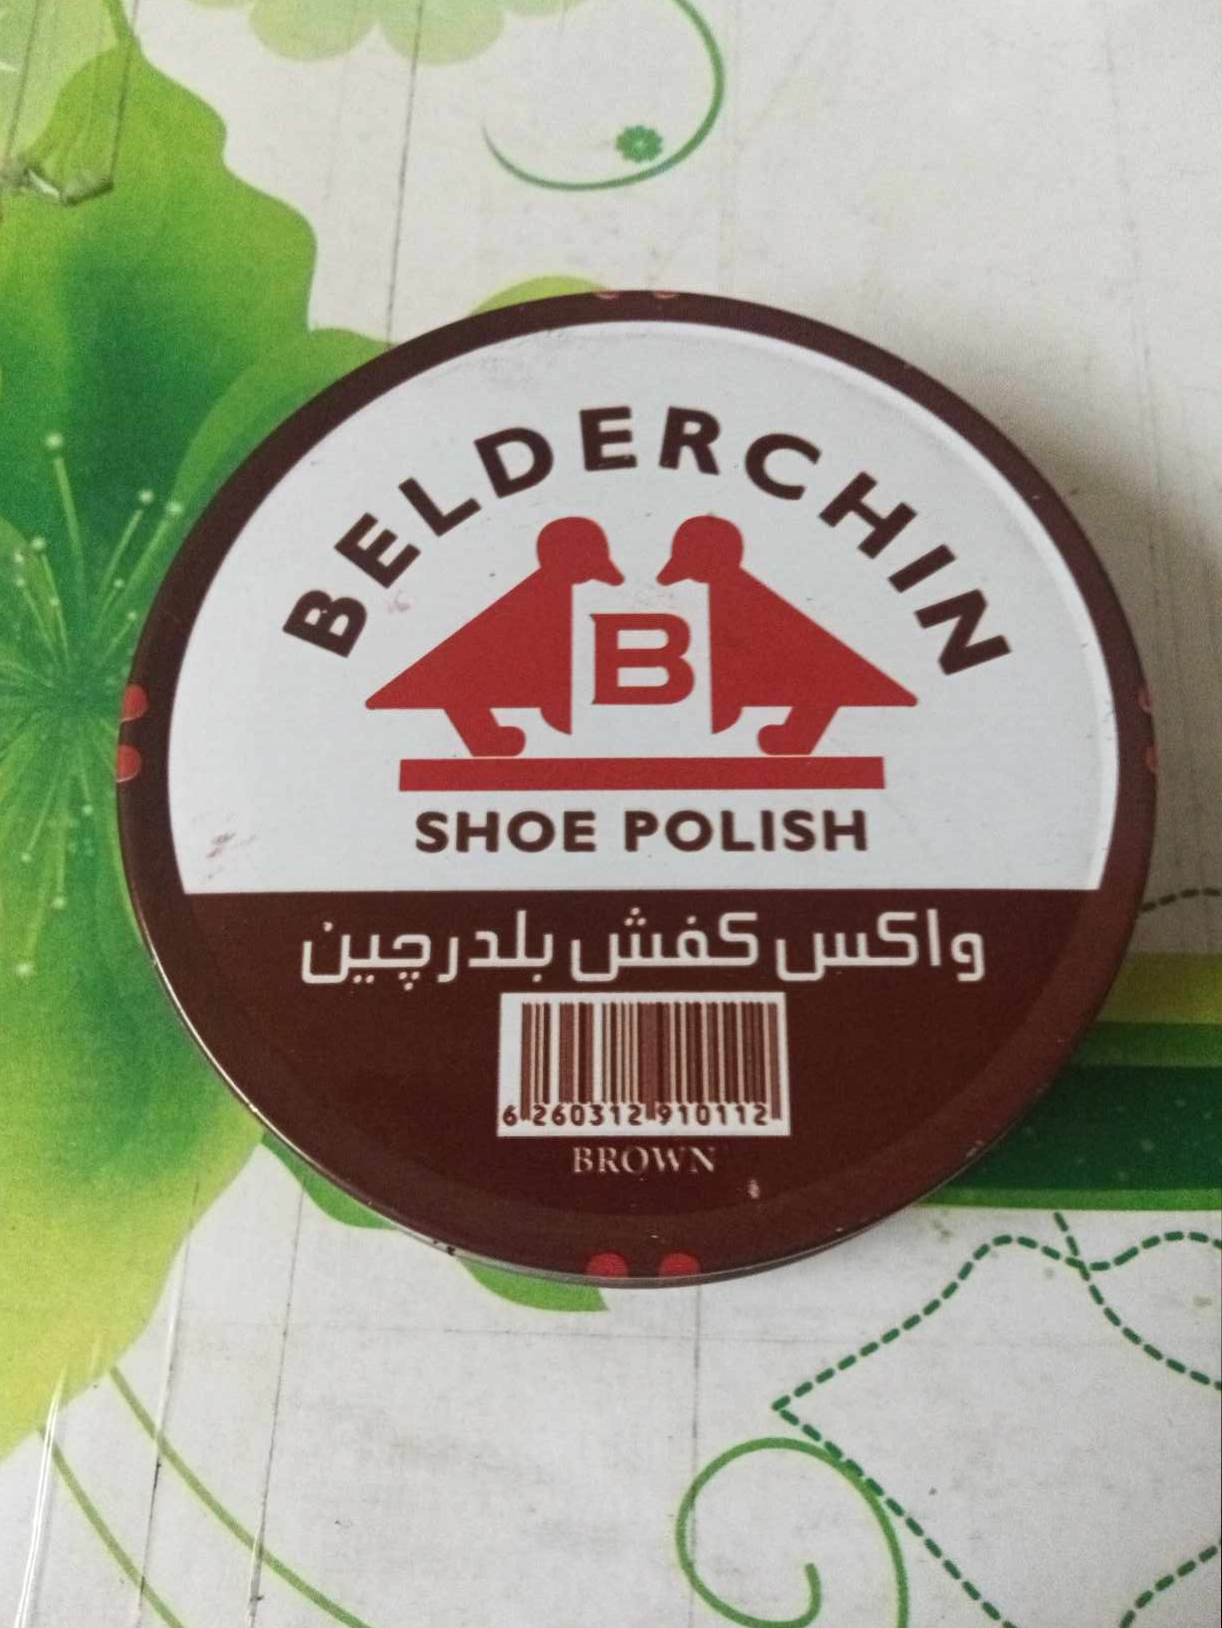 BELDERCHIN
B
SHOE POLISH
واکس کفش بلدرچین
6 260312 910112
BROWN